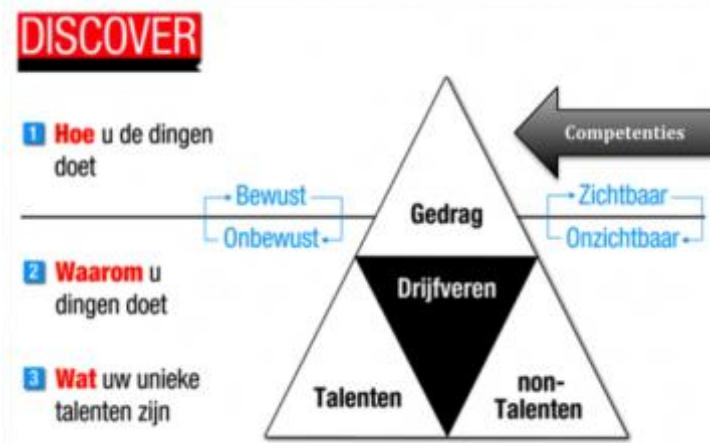 DISCOVER
1 Hoe u de dingen
doet
Competenties
Bewust
Onbewust
Gedrag
Zichtbaar
Onzichtbaar
2 Waarom u
dingen doet
Drijfveren
3 Wat uw unieke
talenten zijn
Talenten
non-
Talenten